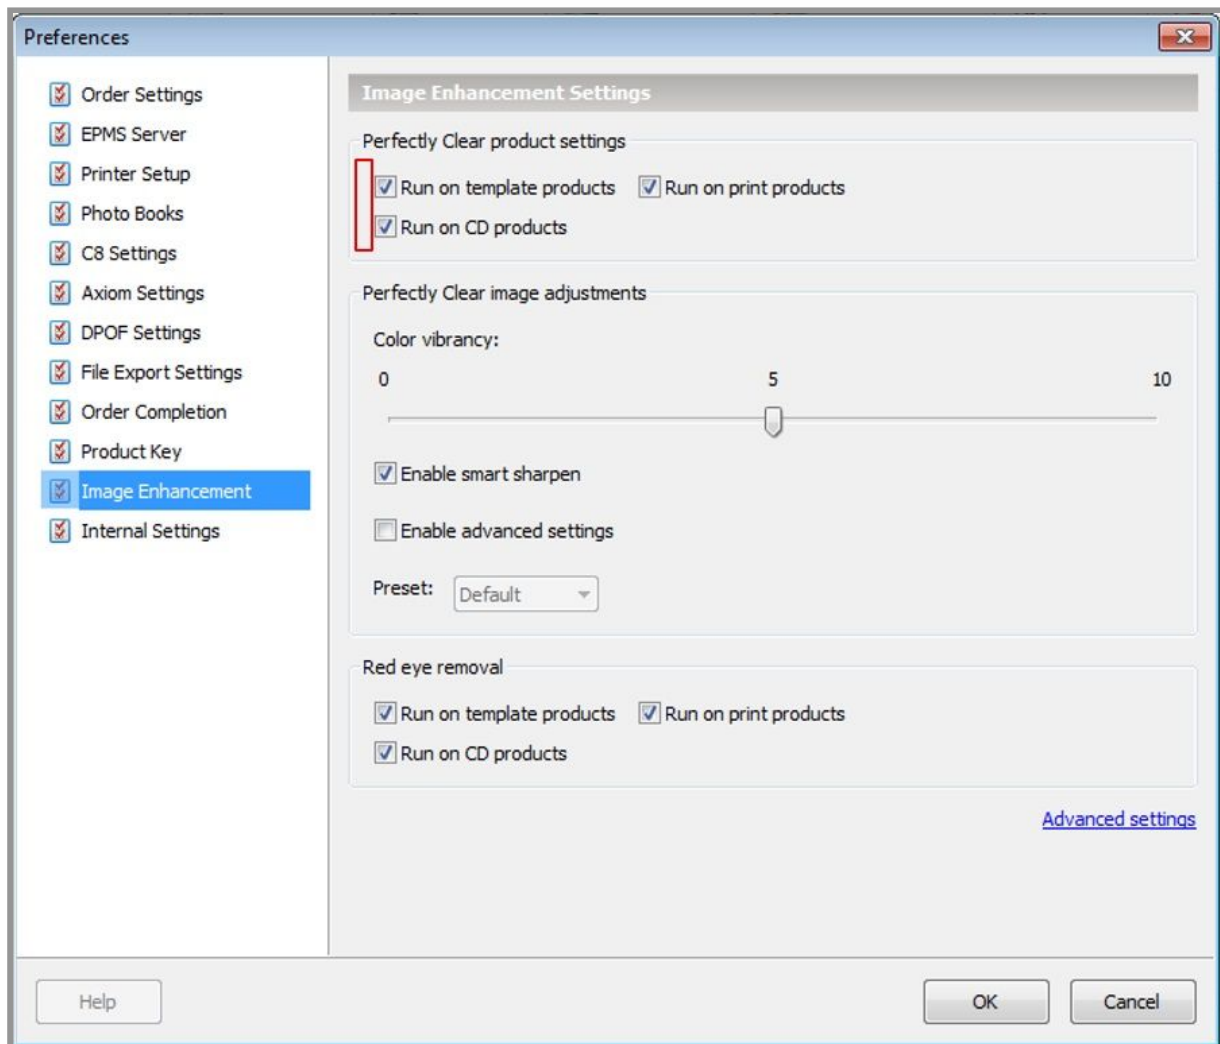 Preferences
Order Settings
EPMS Server
Printer Setup
Photo Books
C8 Settings
Axiom Settings
DPOF Settings
File Export Settings
Order Completion
Product Key
Image Enhancement
Internal Settings
Image Enhancement Settings
Perfectly Clear product settings
Run on template products Run on print products
Run on CD products
Perfectly Clear image adjustments
Color vibrancy:
0 5 10
Enable smart sharpen
Enable advanced settings
Preset: Default
Red eye removal
Run on template products Run on print products
Run on CD products
Advanced settings
Help OK Cancel